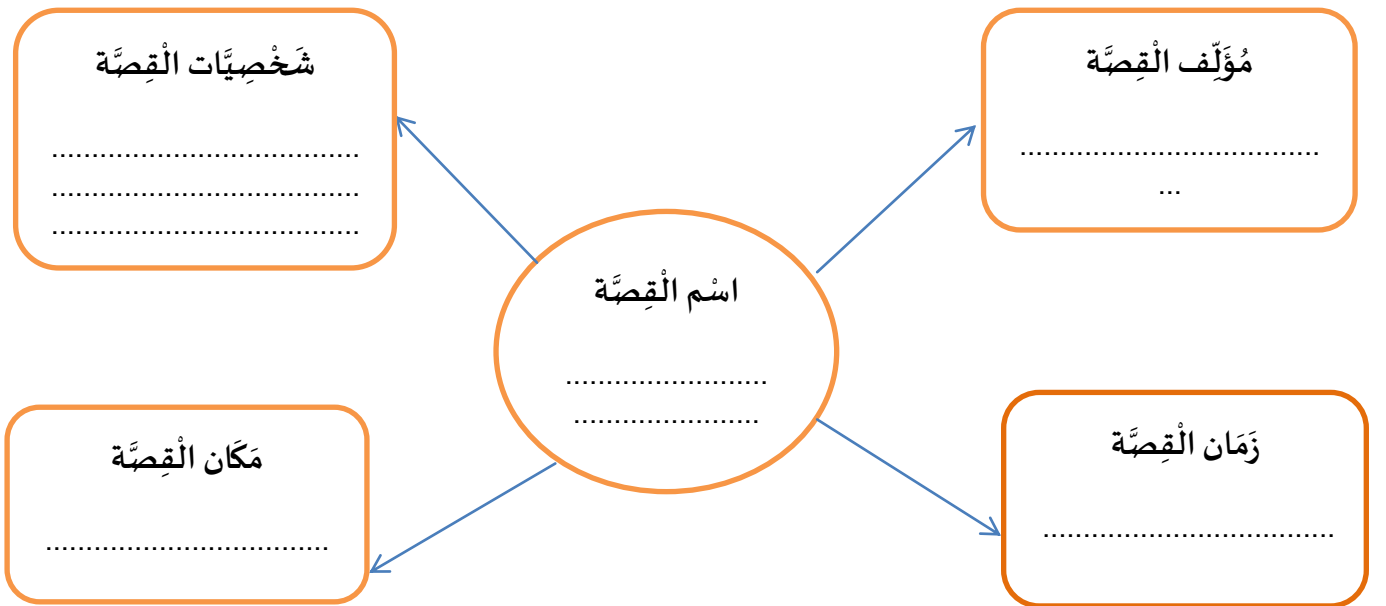 مُؤَلِّف الْقِصَّة
.....................................
...
شَخْصِيَّات الْقِصَّة
......................................
......................................
......................................
اسْم الْقِصَّة
.........................
.......................
زَمَان الْقِصَّة
....................................
مَكَان الْقِصَّة
...................................